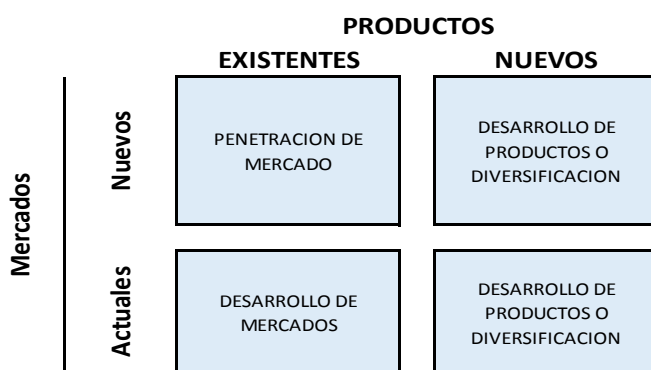 PRODUCTOS
EXISTENTES
NUEVOS
Mercados
Nuevos
PENETRACION DE
MERCADO
DESARROLLO DE
PRODUCTOS O
DIVERSIFICACION
Actuales
DESARROLLO DE
MERCADOS
DESARROLLO DE
PRODUCTOS O
DIVERSIFICACION